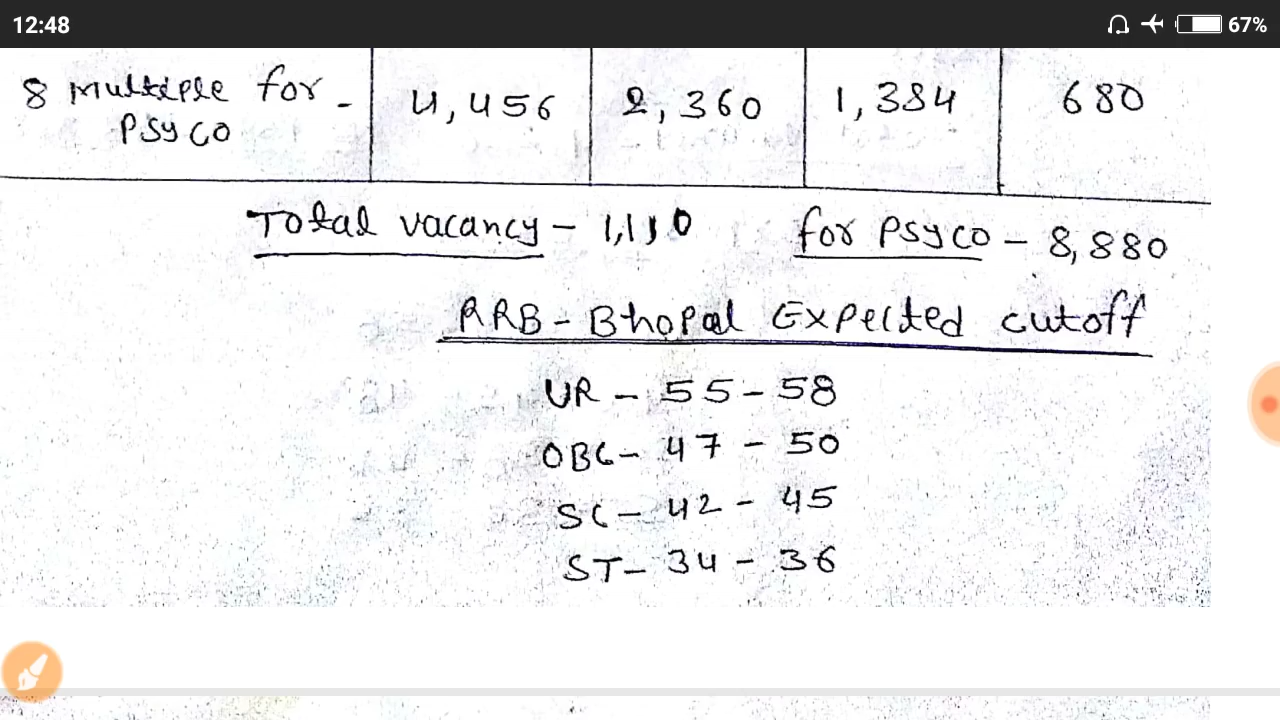 12:48 67%
8 Multiple for - 4,456 2,360 1,384 680
PSYCO
Total vacancy - 1,110 for PSYCO - 8,880
RRB - Bhopal Expected cutoff
UR - 55 - 58
OBC - 47 - 50
SC - 42 - 45
ST - 34 - 36